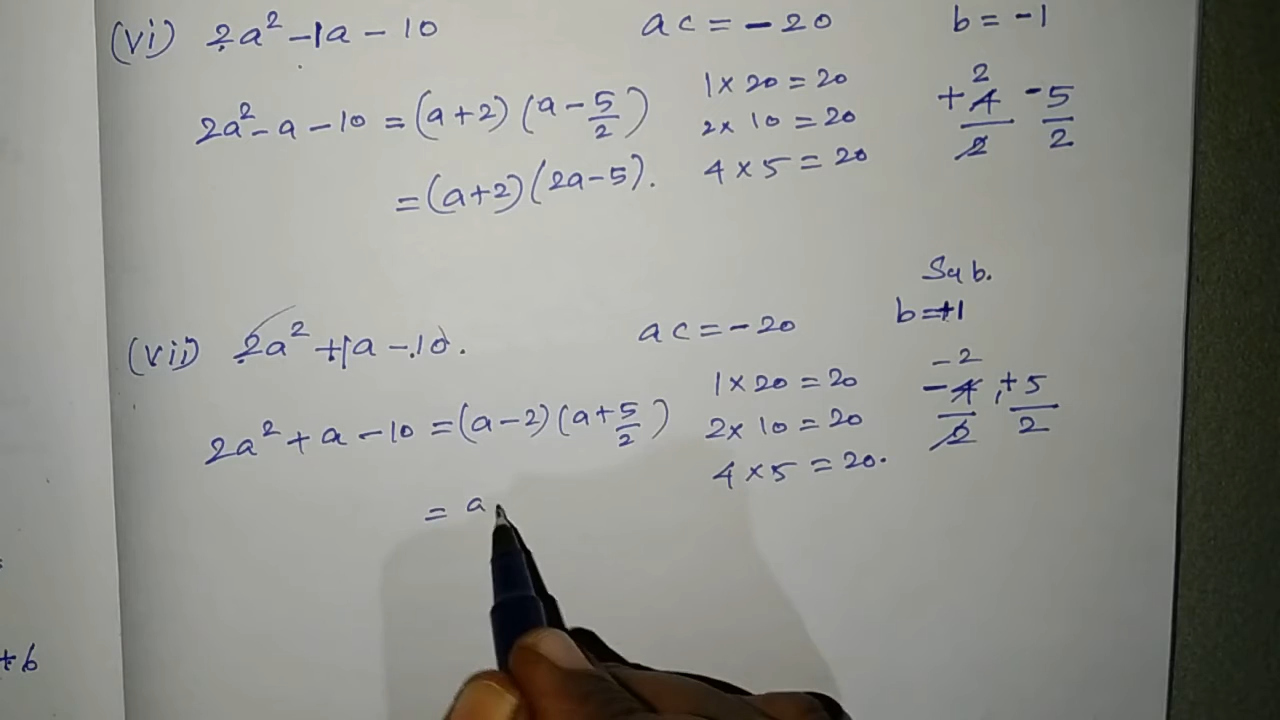 (vi) 2a² - 1a - 10 ac = -20 b = -1
1 × 20 = 20
2a² - a - 10 = (a+2)(a - 5/2) 2 × 10 = 20 +4/2 2 -5/2
= (a+2)(2a-5). 4 × 5 = 20
Sub.
(vii) 2a² + 1a - 10. ac = -20 b = +1
1 × 20 = 20 -2
2a² + a - 10 = (a-2)(a + 5/2) 2 × 10 = 20 -4/2, +5/2
4 × 5 = 20.
= a
+6